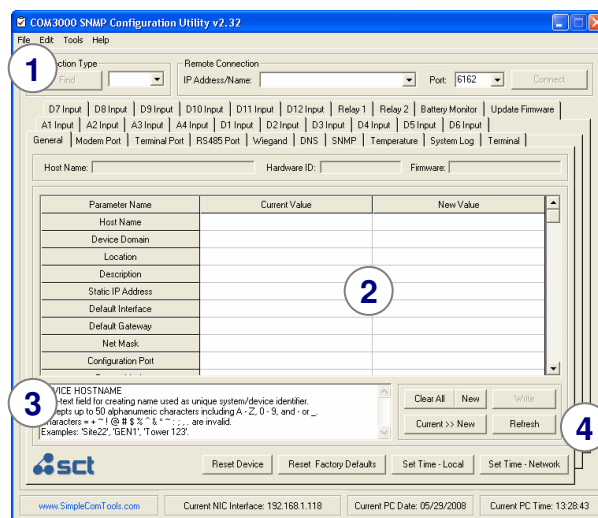 COM3000 SNMP Configuration Utility v2.32
File Edit Tools Help
1
ction Type
Find
Remote Connection
IP Address/Name:
Port: 6162
Connect
D7 Input D8 Input D9 Input D10 Input D11 Input D12 Input Relay 1 Relay 2 Battery Monitor Update Firmware
A1 Input A2 Input A3 Input A4 Input D1 Input D2 Input D3 Input D4 Input D5 Input D6 Input
General Modem Port Terminal Port RS485 Port Wiegand DNS SNMP Temperature System Log Terminal
Host Name: Hardware ID: Firmware:
Parameter Name Current Value New Value
Host Name
Device Domain
Location
Description
2
Static IP Address
Default Interface
Default Gateway
Net Mask
Configuration Port
3
VICE HOSTNAME
-text field for creating name used as unique system/device identifier.
epts up to 50 alphanumeric characters including A - Z, 0 - 9, and - or _.
haracters = + ~ ! @ # $ % ^ & * " ~ : ; , . are invalid.
Examples: 'Site22', 'GEN1', 'Tower 123'.
Clear All New Write
Current >> New Refresh
4
sct
Reset Device Reset Factory Defaults Set Time - Local Set Time - Network
www.SimpleComTools.com Current NIC Interface: 192.168.1.118 Current PC Date: 05/29/2008 Current PC Time: 13:28:43